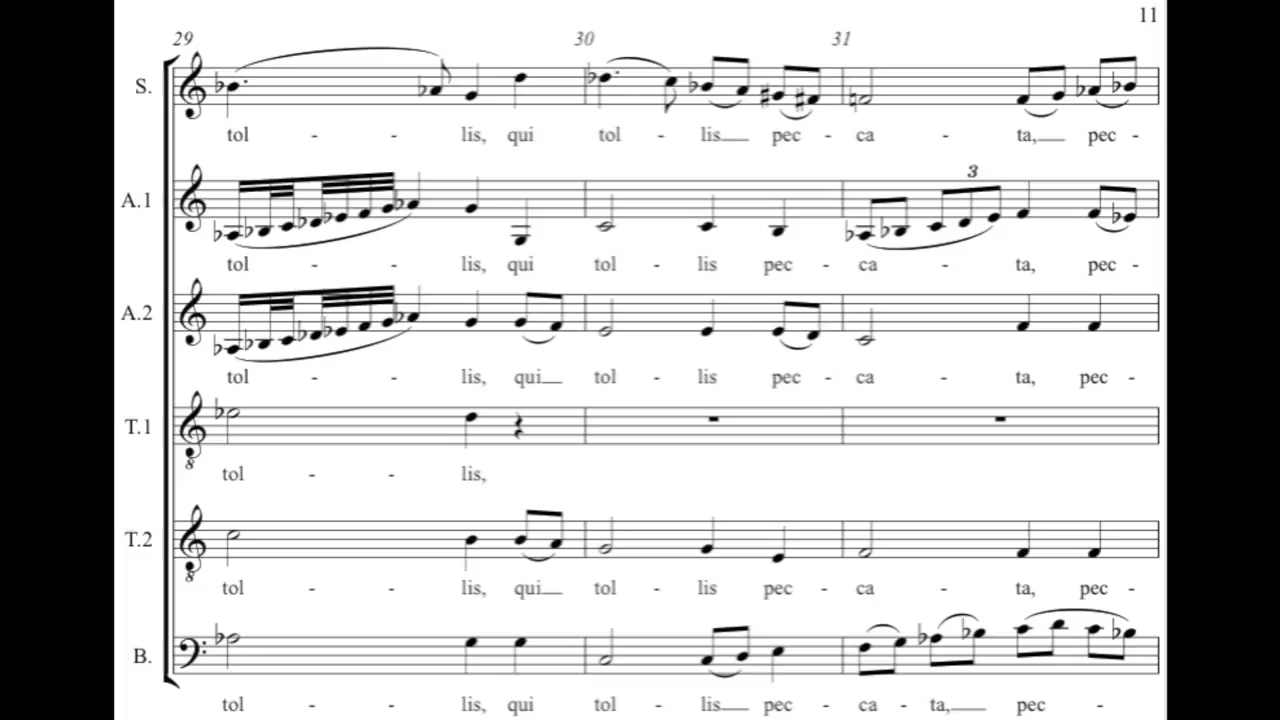 11
29 30 31
S.
tol - - lis, qui tol - lis pec - ca - ta, pec -
A.1
3
tol - - lis, qui tol - lis pec - ca - ta, pec -
A.2
tol - - lis, qui tol - lis pec - ca - ta, pec -
T.1
8
tol - - lis,
T.2
8
tol - - lis, qui tol - lis pec - ca - ta, pec -
B.
tol - - lis, qui tol - lis pec - ca - ta, pec -